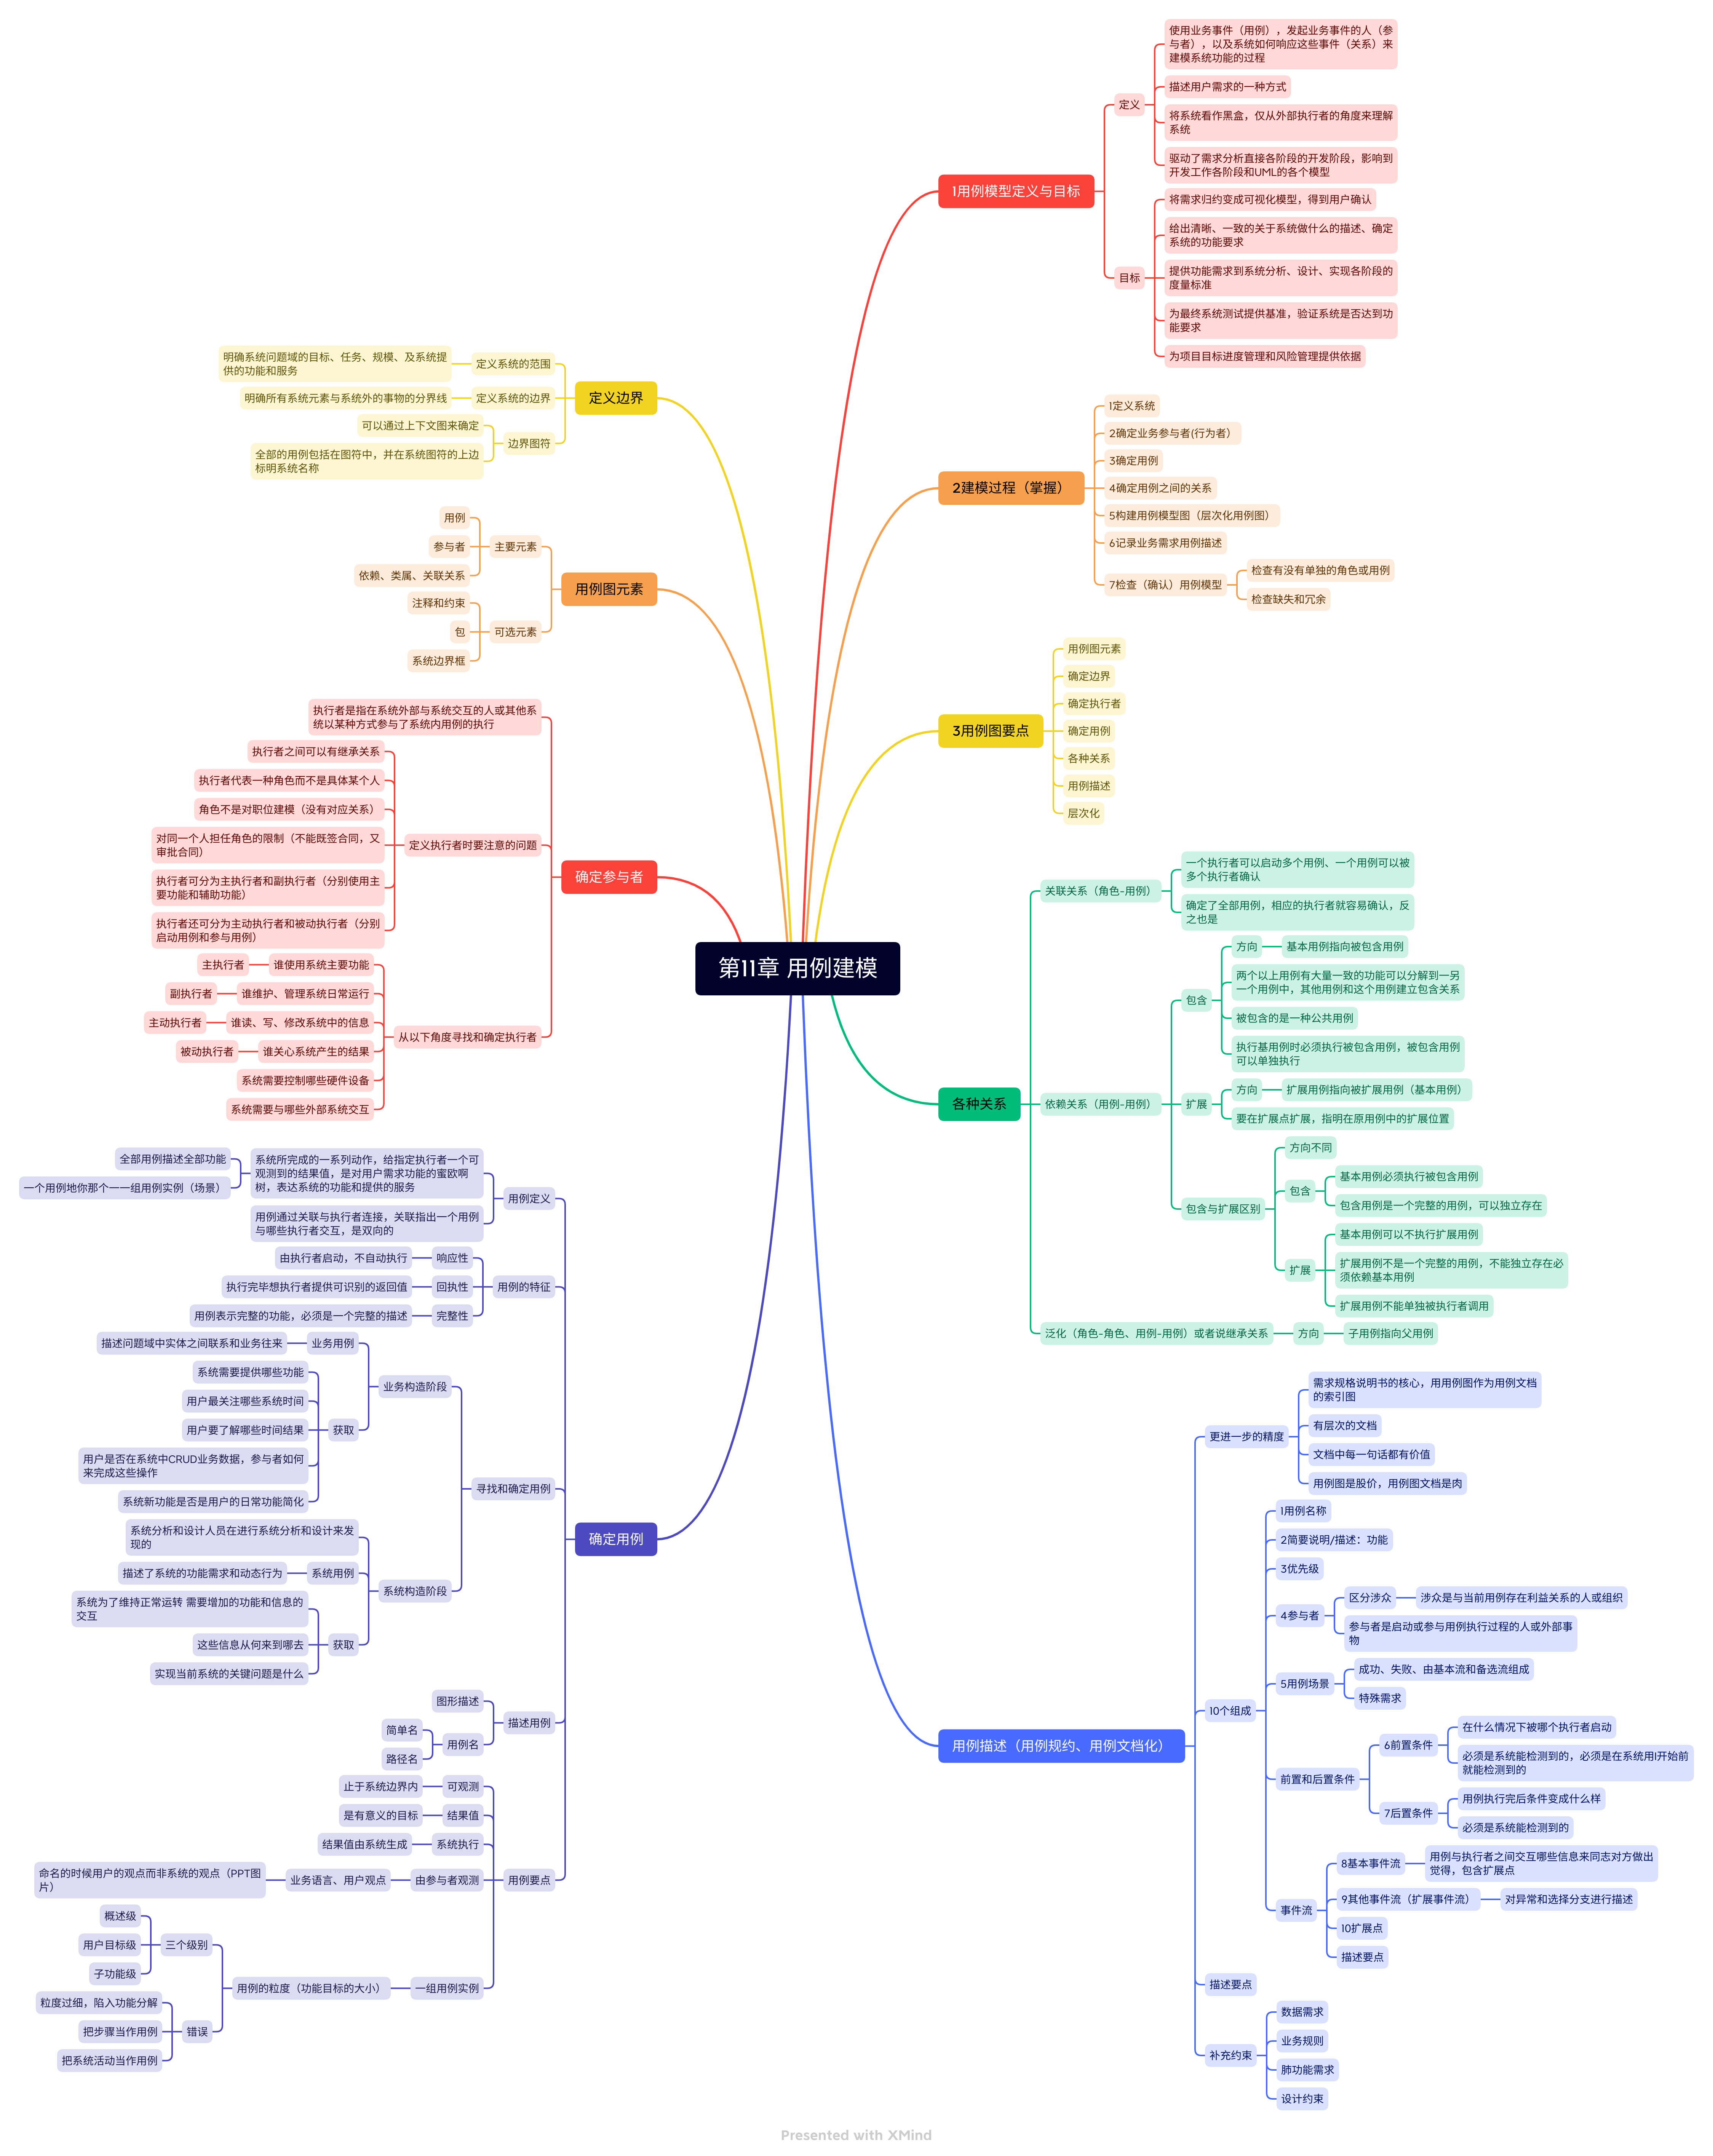 第11章 用例建模
1用例模型定义与目标
定义
使用业务事件（用例），发起业务事件的人（参
与者），以及系统如何响应这些事件（关系）来
建模系统功能的过程
描述用户需求的一种方式
将系统看作黑盒，仅从外部执行者的角度来理解
系统
驱动了需求分析直接各阶段的开发阶段，影响到
开发工作各阶段和UML的各个模型
目标
将需求归约变成可视化模型，得到用户确认
给出清晰、一致的关于系统做什么的描述、确定
系统的功能要求
提供功能需求到系统分析、设计、实现各阶段的
度量标准
为最终系统测试提供基准，验证系统是否达到功
能要求
为项目目标进度管理和风险管理提供依据
2建模过程（掌握）
1定义系统
2确定业务参与者(行为者）
3确定用例
4确定用例之间的关系
5构建用例模型图（层次化用例图）
6记录业务需求用例描述
7检查（确认）用例模型
检查有没有单独的角色或用例
检查缺失和冗余
3用例图要点
用例图元素
确定边界
确定执行者
确定用例
各种关系
用例描述
层次化
各种关系
关联关系（角色-用例）
一个执行者可以启动多个用例、一个用例可以被
多个执行者确认
确定了全部用例，相应的执行者就容易确认，反
之也是
依赖关系（用例-用例）
包含
方向
基本用例指向被包含用例
两个以上用例有大量一致的功能可以分解到一另
一个用例中，其他用例和这个用例建立包含关系
被包含的是一种公共用例
执行基用例时必须执行被包含用例，被包含用例
可以单独执行
扩展
方向
扩展用例指向被扩展用例（基本用例）
要在扩展点扩展，指明在原用例中的扩展位置
包含与扩展区别
方向不同
包含
基本用例必须执行被包含用例
包含用例是一个完整的用例，可以独立存在
扩展
基本用例可以不执行扩展用例
扩展用例不是一个完整的用例，不能独立存在必
须依赖基本用例
扩展用例不能单独被执行者调用
泛化（角色-角色、用例-用例）或者说继承关系
方向
子用例指向父用例
用例描述（用例规约、用例文档化）
更进一步的精度
需求规格说明书的核心，用用例图作为用例文档
的索引图
有层次的文档
文档中每一句话都有价值
用例图是股价，用例图文档是肉
10个组成
1用例名称
2简要说明/描述：功能
3优先级
4参与者
区分涉众
涉众是与当前用例存在利益关系的人或组织
参与者是启动或参与用例执行过程的人或外部事
物
5用例场景
成功、失败、由基本流和备选流组成
特殊需求
前置和后置条件
6前置条件
在什么情况下被哪个执行者启动
必须是系统能检测到的，必须是在系统用l开始前
就能检测到的
7后置条件
用例执行完后条件变成什么样
必须是系统能检测到的
事件流
8基本事件流
用例与执行者之间交互哪些信息来同志对方做出
觉得，包含扩展点
9其他事件流（扩展事件流）
对异常和选择分支进行描述
10扩展点
描述要点
描述要点
补充约束
数据需求
业务规则
肺功能需求
设计约束
定义边界
定义系统的范围
明确系统问题域的目标、任务、规模、及系统提
供的功能和服务
定义系统的边界
明确所有系统元素与系统外的事物的分界线
边界图符
可以通过上下文图来确定
全部的用例包括在图符中，并在系统图符的上边
标明系统名称
用例图元素
主要元素
用例
参与者
依赖、类属、关联关系
可选元素
注释和约束
包
系统边界框
确定参与者
执行者是指在系统外部与系统交互的人或其他系
统以某种方式参与了系统内用例的执行
定义执行者时要注意的问题
执行者之间可以有继承关系
执行者代表一种角色而不是具体某个人
角色不是对职位建模（没有对应关系）
对同一个人担任角色的限制（不能既签合同，又
审批合同）
执行者可分为主执行者和副执行者（分别使用主
要功能和辅助功能）
执行者还可分为主动执行者和被动执行者（分别
启动用例和参与用例）
从以下角度寻找和确定执行者
谁使用系统主要功能
主执行者
谁维护、管理系统日常运行
副执行者
谁读、写、修改系统中的信息
主动执行者
谁关心系统产生的结果
被动执行者
系统需要控制哪些硬件设备
系统需要与哪些外部系统交互
确定用例
用例定义
系统所完成的一系列动作，给指定执行者一个可
观测到的结果值，是对用户需求功能的蜜欧啊
树，表达系统的功能和提供的服务
全部用例描述全部功能
一个用例地你那个一一组用例实例（场景）
用例通过关联与执行者连接，关联指出一个用例
与哪些执行者交互，是双向的
用例的特征
响应性
由执行者启动，不自动执行
回执性
执行完毕想执行者提供可识别的返回值
完整性
用例表示完整的功能，必须是一个完整的描述
寻找和确定用例
业务构造阶段
业务用例
描述问题域中实体之间联系和业务往来
获取
系统需要提供哪些功能
用户最关注哪些系统时间
用户要了解哪些时间结果
用户是否在系统中CRUD业务数据，参与者如何
来完成这些操作
系统新功能是否是用户的日常功能简化
系统构造阶段
系统分析和设计人员在进行系统分析和设计来发
现的
系统用例
描述了系统的功能需求和动态行为
获取
系统为了维持正常运转 需要增加的功能和信息的
交互
这些信息从何来到哪去
实现当前系统的关键问题是什么
描述用例
图形描述
用例名
简单名
路径名
用例要点
可观测
止于系统边界内
结果值
是有意义的目标
系统执行
结果值由系统生成
由参与者观测
业务语言、用户观点
命名的时候用户的观点而非系统的观点（PPT图
片）
一组用例实例
用例的粒度（功能目标的大小）
三个级别
概述级
用户目标级
子功能级
错误
粒度过细，陷入功能分解
把步骤当作用例
把系统活动当作用例
Presented with XMind